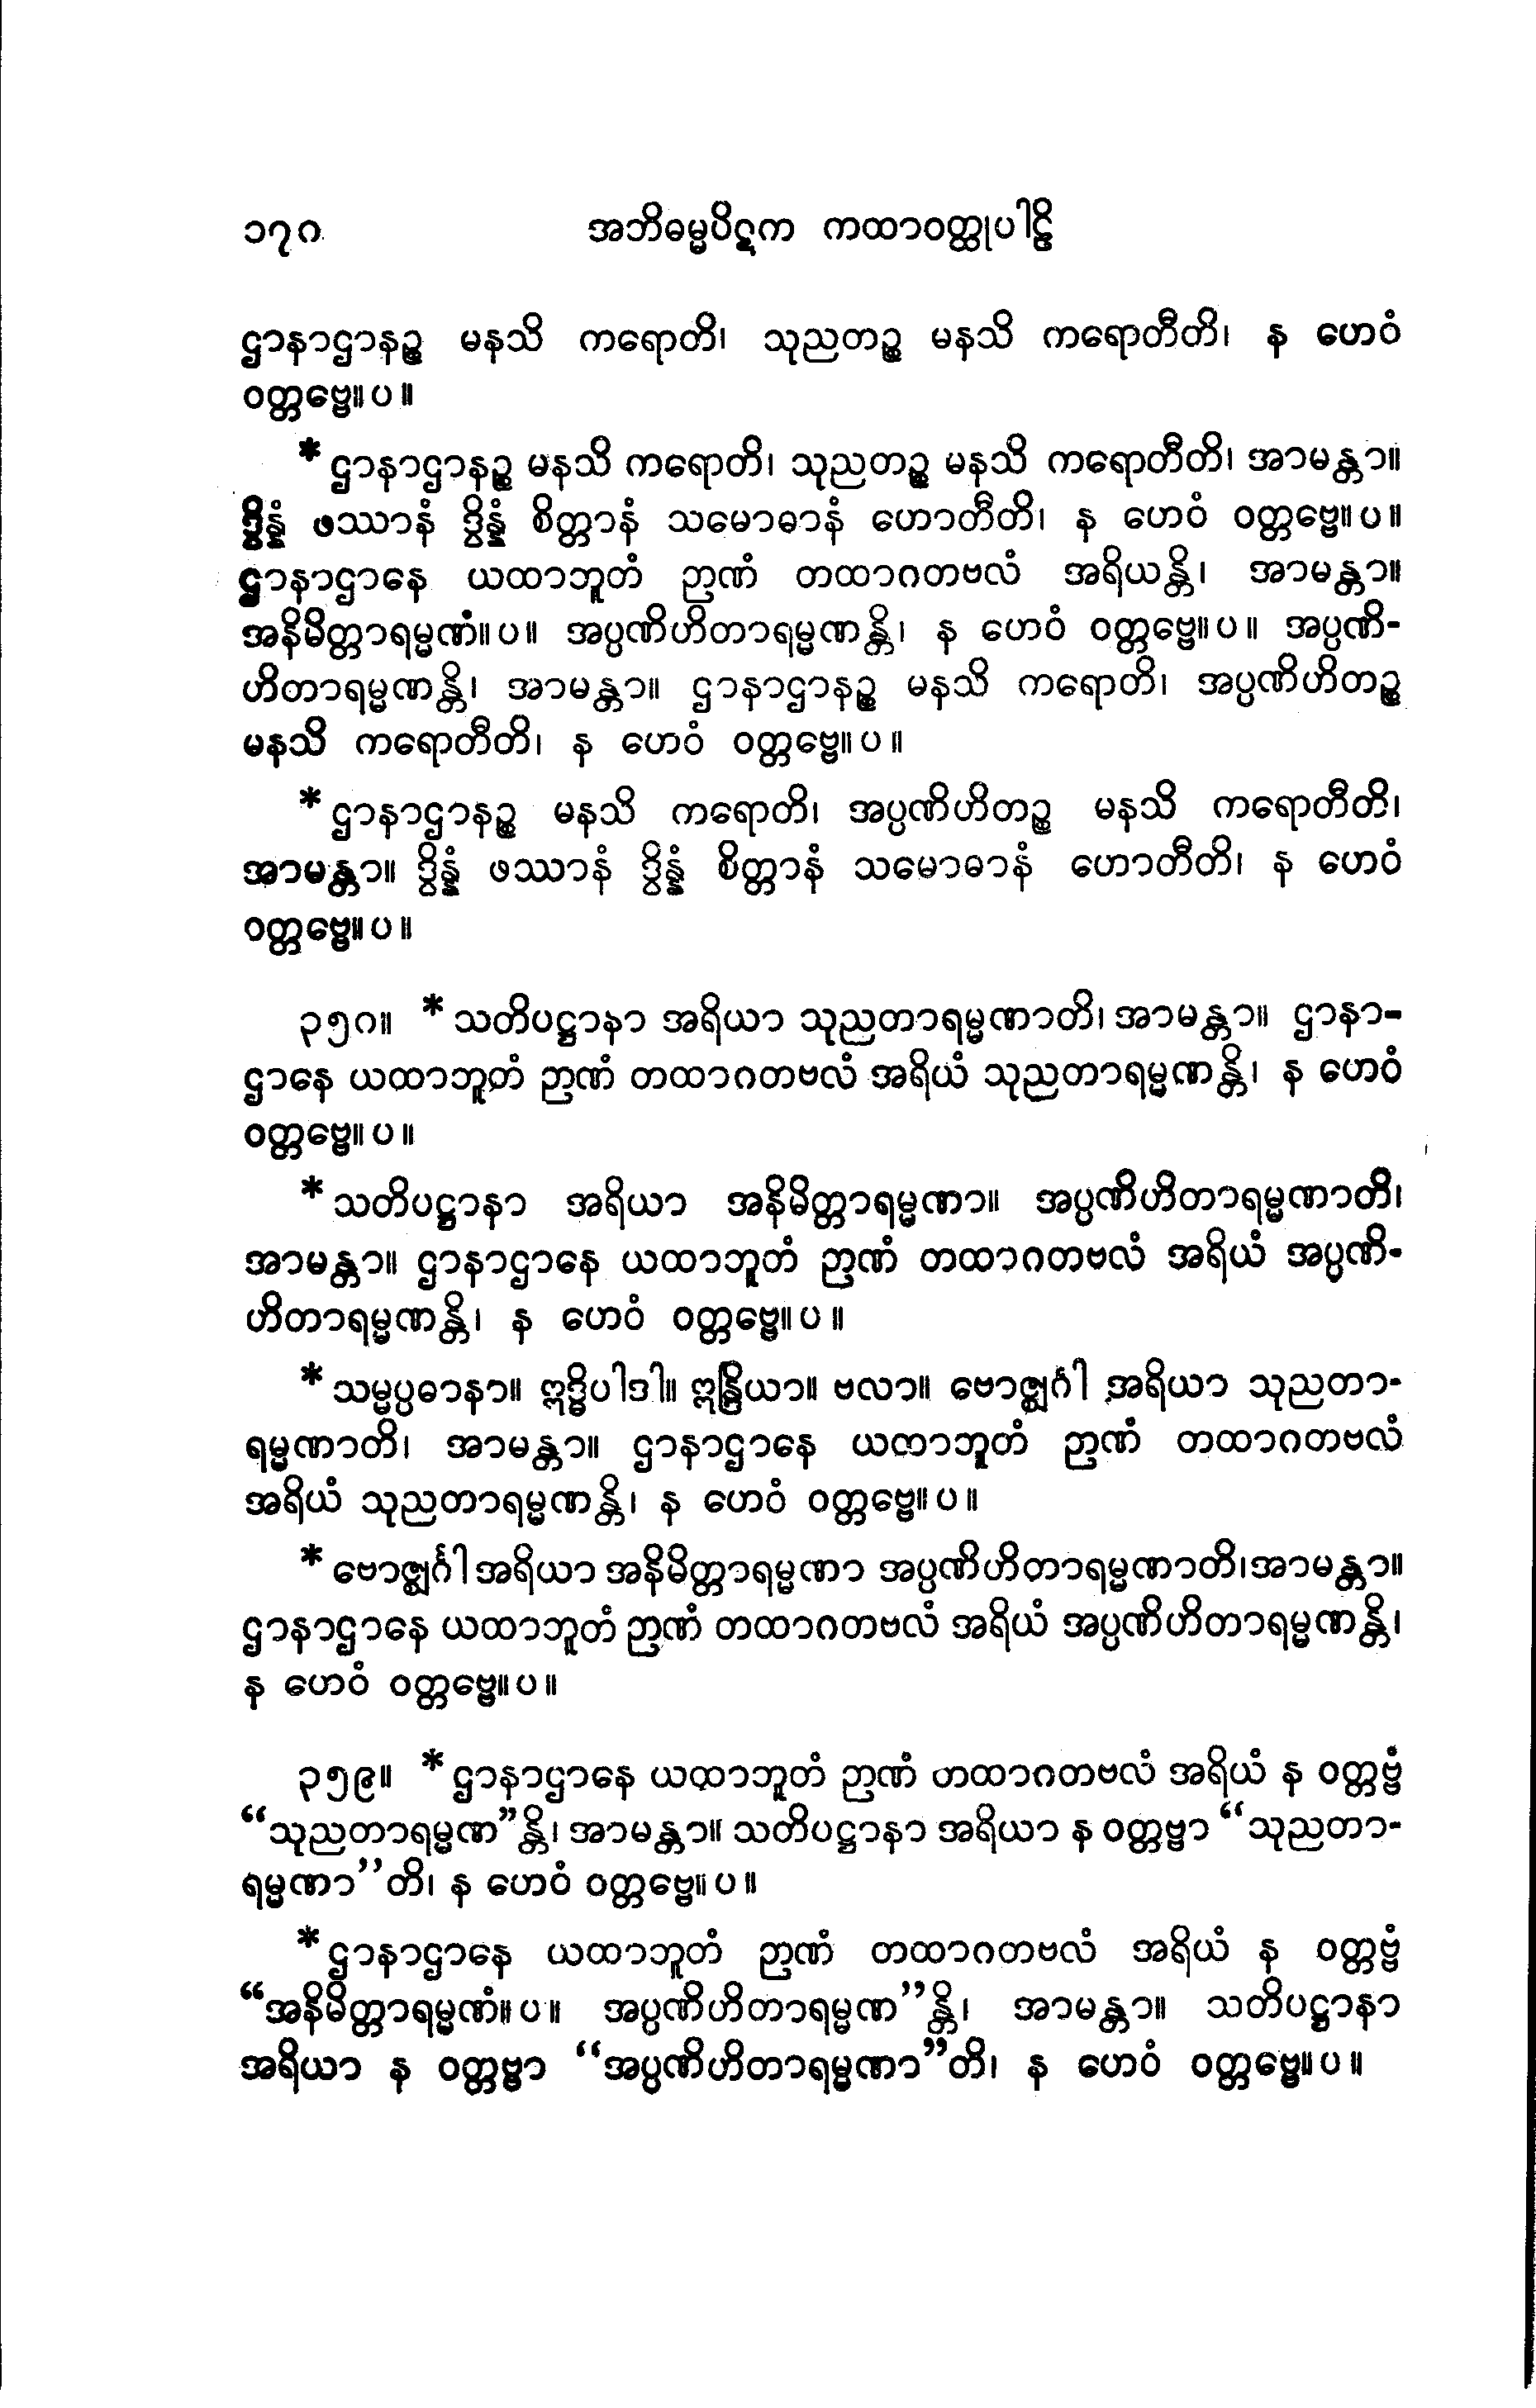 ၁၇၈ အဘိဓမ္မပိဋက ကထာဝတ္ထုပါဠိ
ဌာနာဌာနဉ္စ မနသိ ကရောတိ၊ သုညတဉ္စ မနသိ ကရောတီတိ၊ န ဟေဝံ
ဝတ္တဗ္ဗေ။ပ။
*ဌာနာဌာနဉ္စ မနသိ ကရောတိ၊ သုညတဉ္စ မနသိ ကရောတီတိ၊ အာမန္တာ။
ဒွိန္နံ ဖဿာနံ ဒွိန္နံ စိတ္တာနံ သမောဓာနံ ဟောတီတိ၊ န ဟေဝံ ဝတ္တဗ္ဗေ။ပ။
ဌာနာဌာနေ ယထာဘူတံ ဉာဏံ တထာဂတဗလံ အရိယန္တိ၊ အာမန္တာ။
အနိမိတ္တာရမ္မဏံ။ပ။ အပ္ပဏိဟိတာရမ္မဏန္တိ၊ န ဟေဝံ ဝတ္တဗ္ဗေ။ပ။ အပ္ပဏိ-
ဟိတာရမ္မဏန္တိ၊ အာမန္တာ။ ဌာနာဌာနဉ္စ မနသိ ကရောတိ၊ အပ္ပဏိဟိတဉ္စ
မနသိ ကရောတီတိ၊ န ဟေဝံ ဝတ္တဗ္ဗေ။ပ။
*ဌာနာဌာနဉ္စ မနသိ ကရောတိ၊ အပ္ပဏိဟိတဉ္စ မနသိ ကရောတီတိ၊
အာမန္တာ။ ဒွိန္နံ ဖဿာနံ ဒွိန္နံ စိတ္တာနံ သမောဓာနံ ဟောတီတိ၊ န ဟေဝံ
ဝတ္တဗ္ဗေ။ပ။
၃၅၈။ *သတိပဋ္ဌာနာ အရိယာ သုညတာရမ္မဏာတိ၊ အာမန္တာ။ ဌာနာ-
ဌာနေ ယထာဘူတံ ဉာဏံ တထာဂတဗလံ အရိယံ သုညတာရမ္မဏန္တိ၊ န ဟေဝံ
ဝတ္တဗ္ဗေ။ပ။
*သတိပဋ္ဌာနာ အရိယာ အနိမိတ္တာရမ္မဏာ။ အပ္ပဏိဟိတာရမ္မဏာတိ၊
အာမန္တာ။ ဌာနာဌာနေ ယထာဘူတံ ဉာဏံ တထာဂတဗလံ အရိယံ အပ္ပဏိ-
ဟိတာရမ္မဏန္တိ၊ န ဟေဝံ ဝတ္တဗ္ဗေ။ပ။
*သမ္မပ္ပဓာနာ။ ဣဒ္ဓိပါဒါ။ ဣန္ဒြိယာ။ ဗလာ။ ဗောဇ္ဈင်္ဂါ အရိယာ သုညတာ-
ရမ္မဏာတိ၊ အာမန္တာ။ ဌာနာဌာနေ ယထာဘူတံ ဉာဏံ တထာဂတဗလံ
အရိယံ သုညတာရမ္မဏန္တိ၊ န ဟေဝံ ဝတ္တဗ္ဗေ။ပ။
*ဗောဇ္ဈင်္ဂါ အရိယာ အနိမိတ္တာရမ္မဏာ အပ္ပဏိဟိတာရမ္မဏာတိ၊အာမန္တာ။
ဌာနာဌာနေ ယထာဘူတံ ဉာဏံ တထာဂတဗလံ အရိယံ အပ္ပဏိဟိတာရမ္မဏန္တိ၊
န ဟေဝံ ဝတ္တဗ္ဗေ။ပ။
၃၅၉။ *ဌာနာဌာနေ ယထာဘူတံ ဉာဏံ တထာဂတဗလံ အရိယံ န ဝတ္တဗ္ဗံ
“သုညတာရမ္မဏ”န္တိ၊ အာမန္တာ။ သတိပဋ္ဌာနာ အရိယာ န ဝတ္တဗ္ဗာ “သုညတာ-
ရမ္မဏာ”တိ၊ န ဟေဝံ ဝတ္တဗ္ဗေ။ပ။
*ဌာနာဌာနေ ယထာဘူတံ ဉာဏံ တထာဂတဗလံ အရိယံ န ဝတ္တဗ္ဗံ
“အနိမိတ္တာရမ္မဏံ။ပ။ အပ္ပဏိဟိတာရမ္မဏ”န္တိ၊ အာမန္တာ။ သတိပဋ္ဌာနာ
အရိယာ န ဝတ္တဗ္ဗာ “အပ္ပဏိဟိတာရမ္မဏာ”တိ၊ န ဟေဝံ ဝတ္တဗ္ဗေ။ပ။